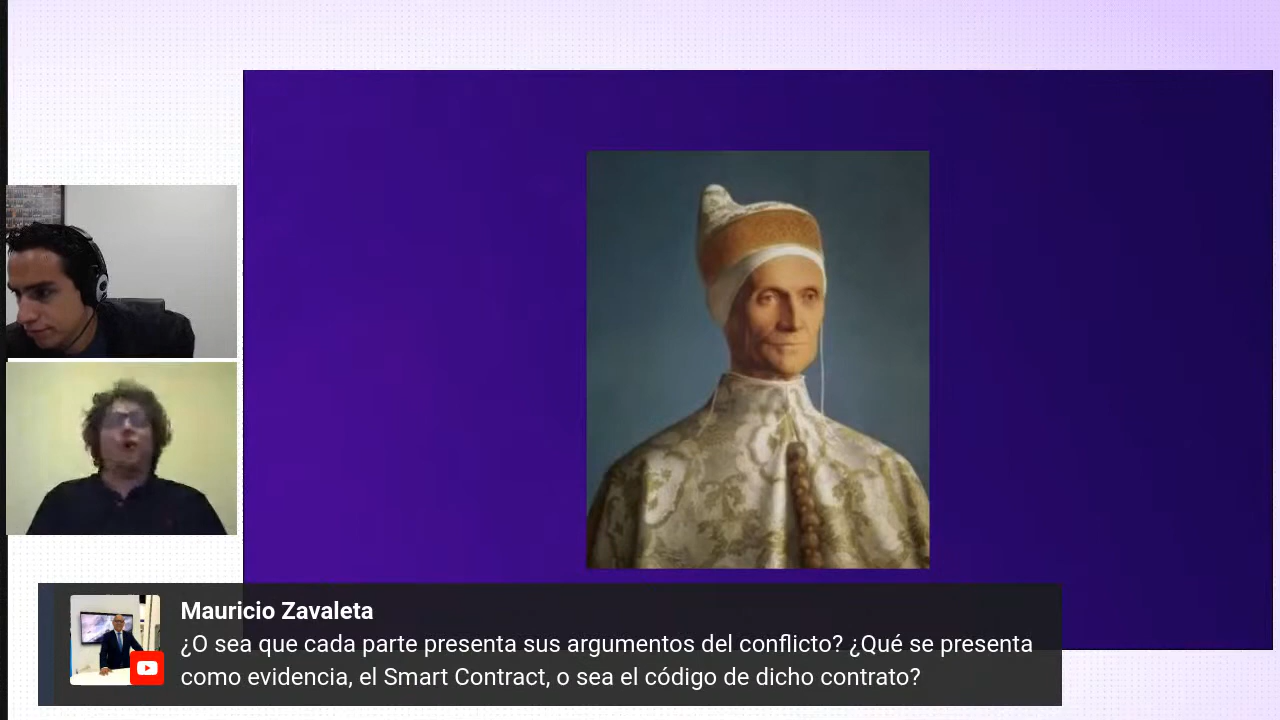 Mauricio Zavaleta
¿O sea que cada parte presenta sus argumentos del conflicto? ¿Qué se presenta
como evidencia, el Smart Contract, o sea el código de dicho contrato?